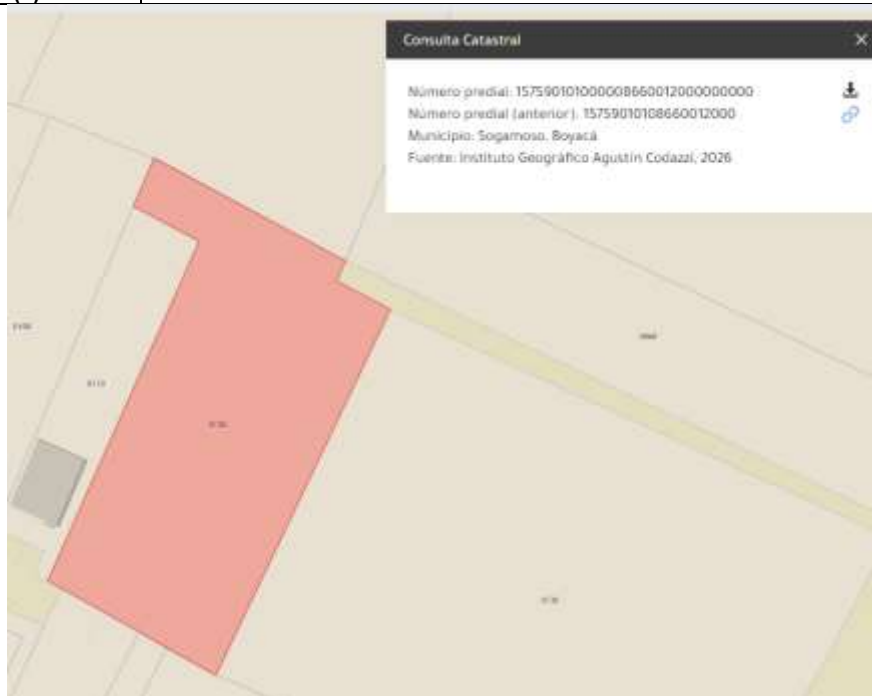 Consulta Catastral
Número predial: 157590101000008660012000000000
Número predial (anterior): 15759010108660012000
Municipio: Sogamoso, Boyacá
Fuente: Instituto Geográfico Agustín Codazzi, 2026